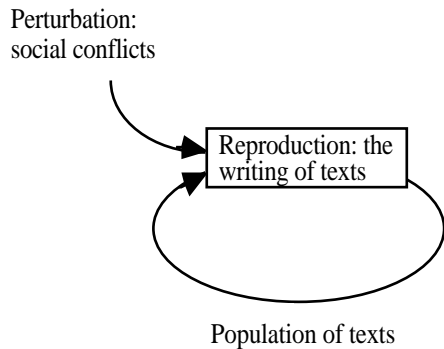 Perturbation:
social conflicts
Reproduction: the
writing of texts
Population of texts